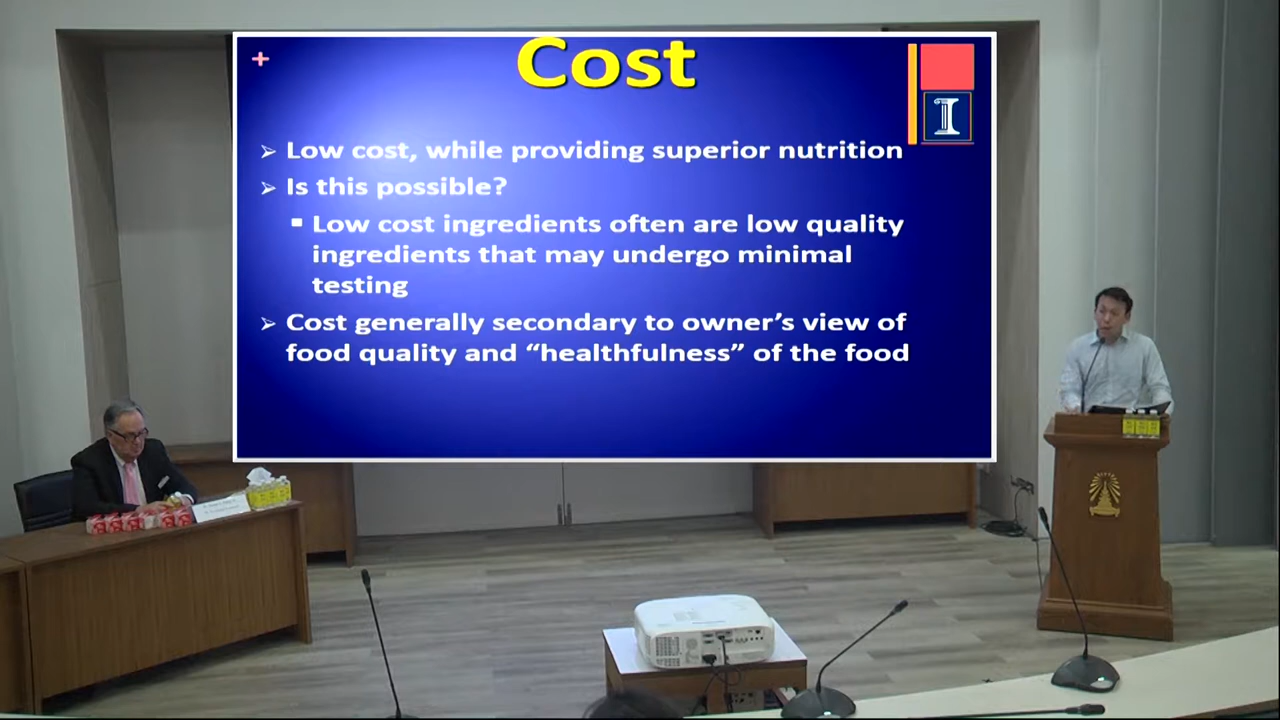 Cost
Low cost, while providing superior nutrition
Is this possible?
Low cost ingredients often are low quality
ingredients that may undergo minimal
testing
Cost generally secondary to owner’s view of
food quality and “healthfulness” of the food
I